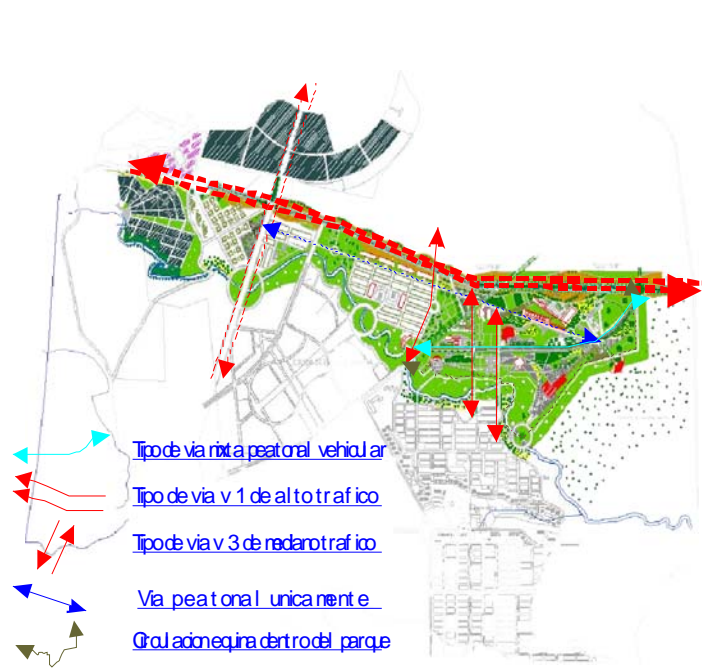 Tipo de via mixta peatonal vehicular
Tipo de via v 1 de alto trafico
Tipo de via v 3 de mediano trafico
Via peatonal unicamente
Circulacion equina dentro del parque